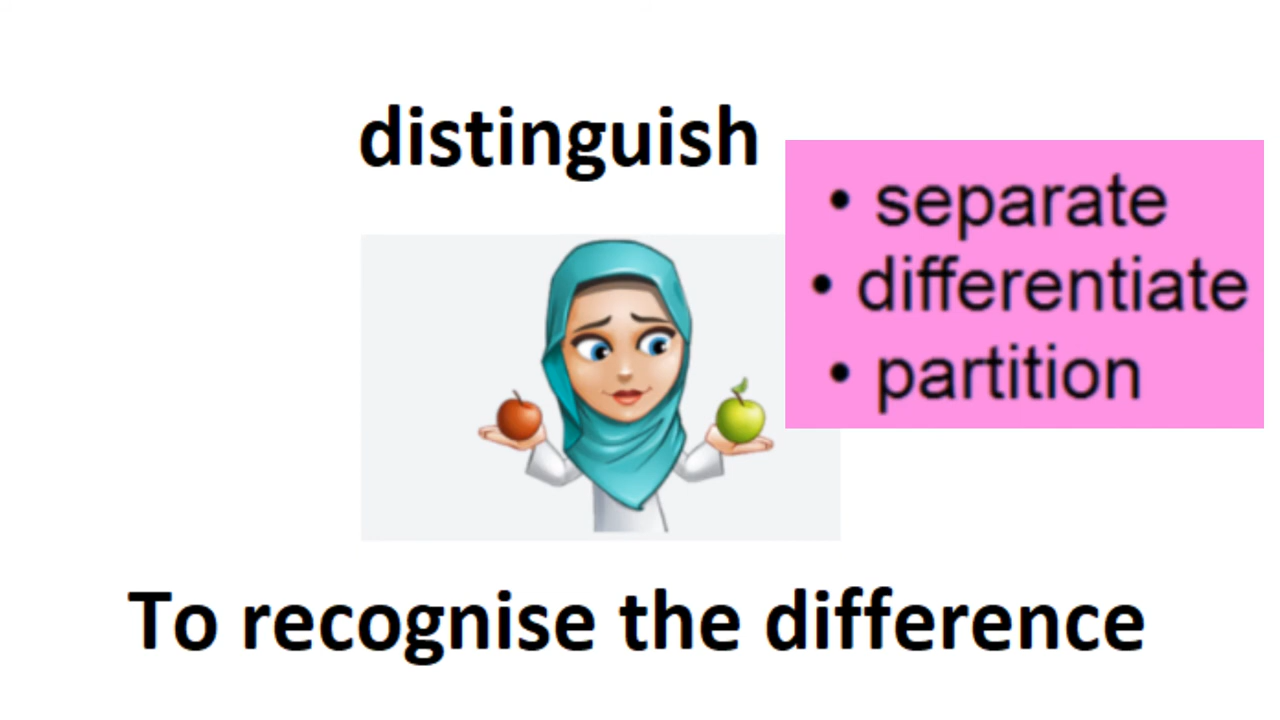 distinguish
• separate
• differentiate
• partition
To recognise the difference